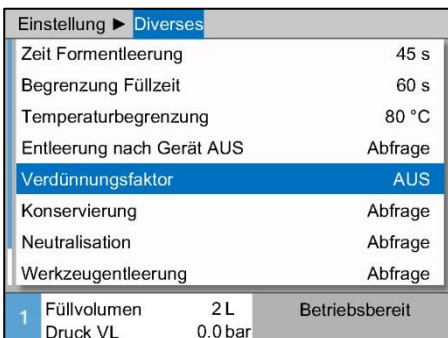 Einstellung ► Diverses
Zeit Formentleerung 45 s
Begrenzung Füllzeit 60 s
Temperaturbegrenzung 80 °C
Entleerung nach Gerät AUS Abfrage
Verdünnungsfaktor AUS
Konservierung Abfrage
Neutralisation Abfrage
Werkzeugentleerung Abfrage
1 Füllvolumen 2 L Betriebsbereit
Druck VL 0.0 bar